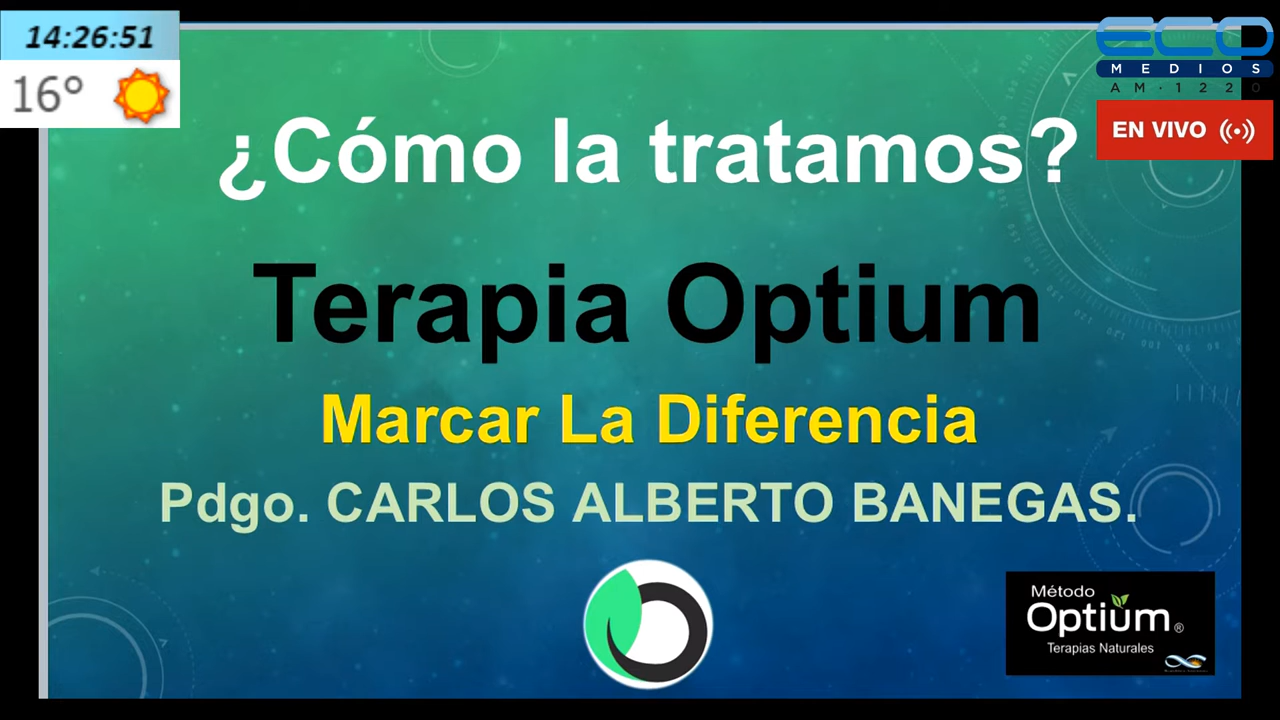 14:26:51
16°
ECO
MEDIOS
AM·1220
EN VIVO
¿Cómo la tratamos?
Terapia Optium
Marcar La Diferencia
Pdgo. CARLOS ALBERTO BANEGAS.
Método
Optium®
Terapias Naturales